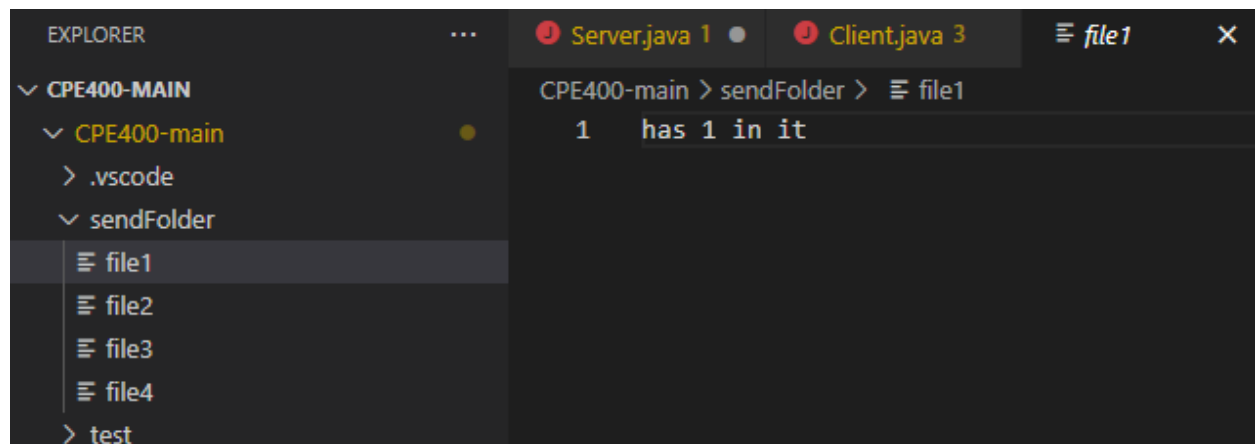 EXPLORER
...
CPE400-MAIN
CPE400-main
.vscode
sendFolder
file1
file2
file3
file4
test
J Server.java 1
J Client.java 3
file1
CPE400-main > sendFolder > file1
1 has 1 in it